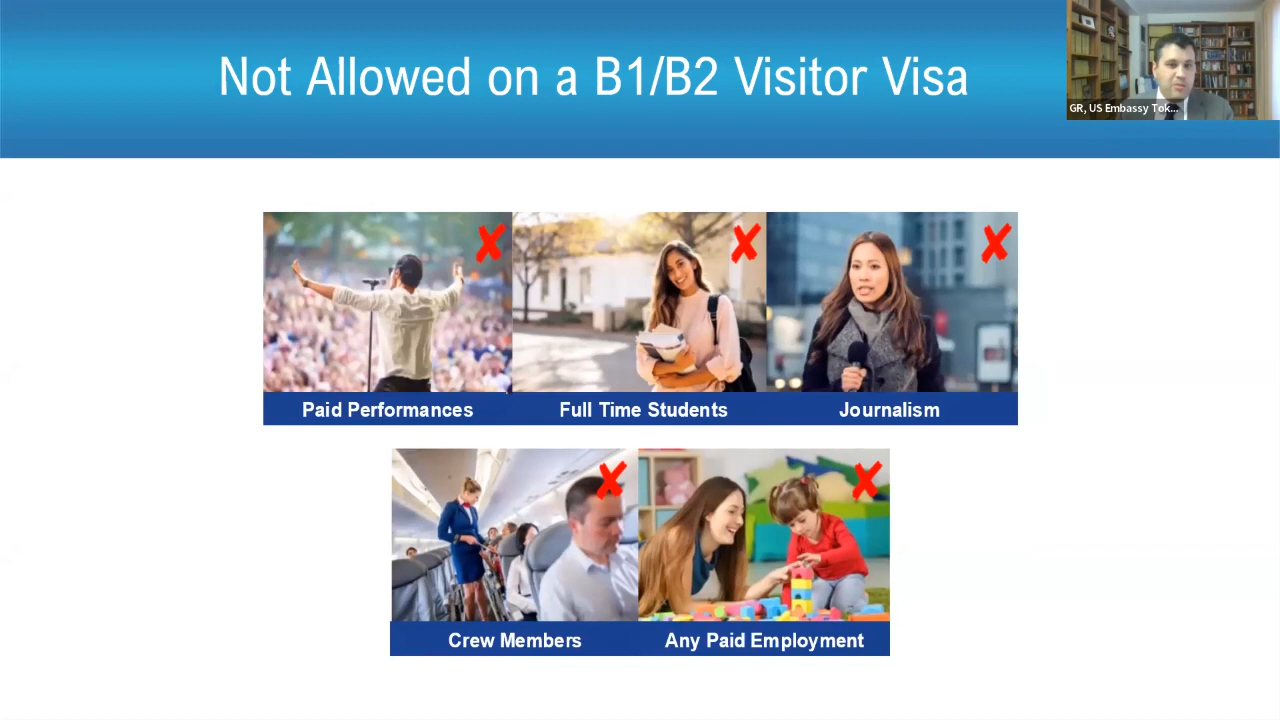 Not Allowed on a B1/B2 Visitor Visa
GR, US Embassy Tok...
Paid Performances
Full Time Students
Journalism
Crew Members
Any Paid Employment